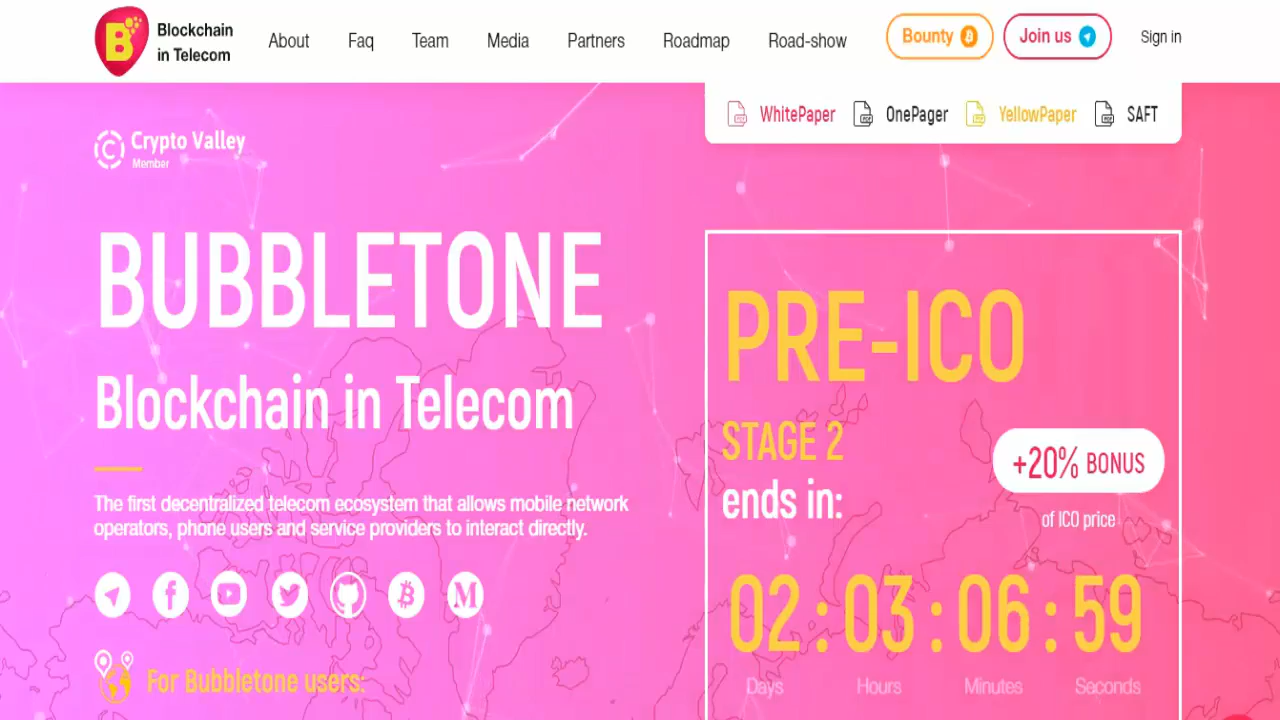 Blockchain
in Telecom
About Faq Team Media Partners Roadmap Road-show
Bounty Join us Sign in
WhitePaper OnePager YellowPaper SAFT
Crypto Valley
Member
BUBBLETONE
Blockchain in Telecom
The first decentralized telecom ecosystem that allows mobile network
operators, phone users and service providers to interact directly.
For Bubbletone users:
PRE-ICO
STAGE 2
ends in:
+20% BONUS
of ICO price
02 : 03 : 06 : 59
Days Hours Minutes Seconds